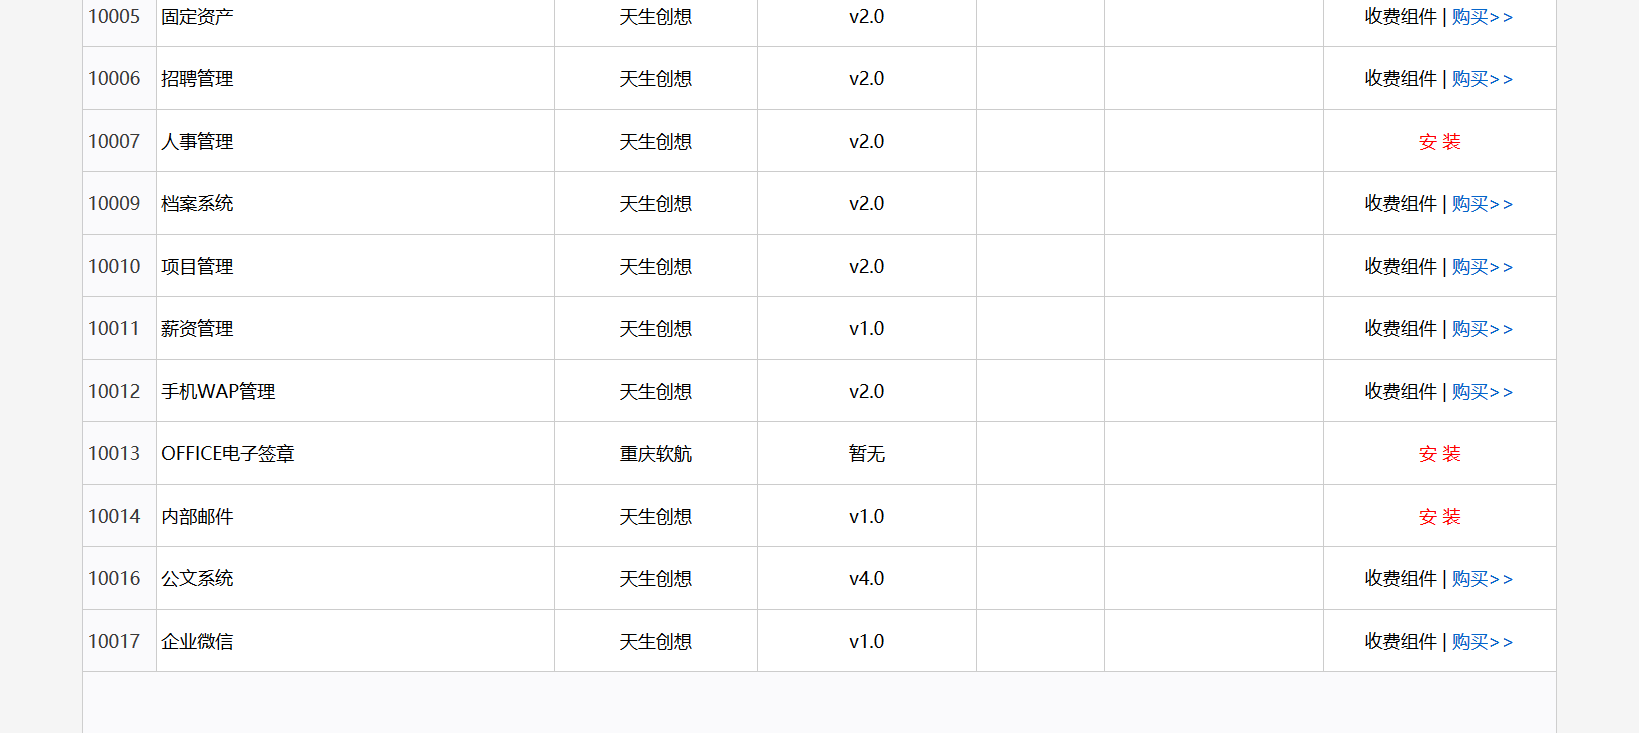 10005 固定资产 天生创想 v2.0 收费组件 | 购买>>
10006 招聘管理 天生创想 v2.0 收费组件 | 购买>>
10007 人事管理 天生创想 v2.0 安 装
10009 档案系统 天生创想 v2.0 收费组件 | 购买>>
10010 项目管理 天生创想 v2.0 收费组件 | 购买>>
10011 薪资管理 天生创想 v1.0 收费组件 | 购买>>
10012 手机WAP管理 天生创想 v2.0 收费组件 | 购买>>
10013 OFFICE电子签章 重庆软航 暂无 安 装
10014 内部邮件 天生创想 v1.0 安 装
10016 公文系统 天生创想 v4.0 收费组件 | 购买>>
10017 企业微信 天生创想 v1.0 收费组件 | 购买>>